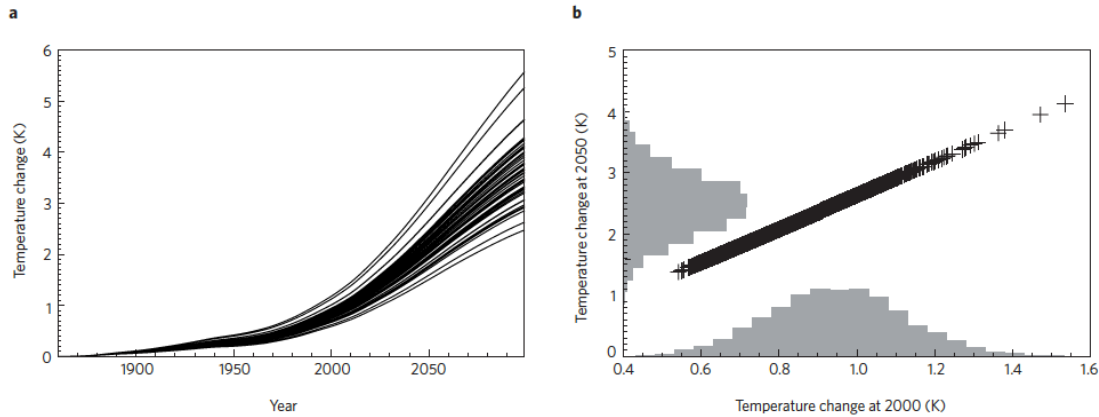 a
6
5
4
3
2
1
0
Temperature change (K)
1900 1950 2000 2050
Year
b
5
4
3
2
1
0
Temperature change at 2050 (K)
0.4 0.6 0.8 1.0 1.2 1.4 1.6
Temperature change at 2000 (K)